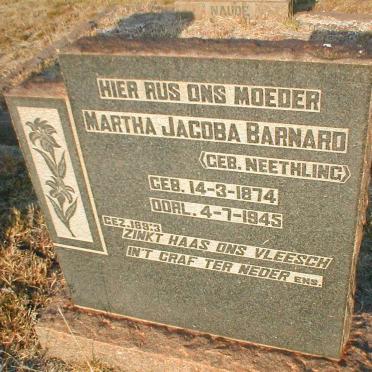 NAUDE
HIER RUS ONS MOEDER
MARTHA JACOBA BARNARD
(GEB. NEETHLING)
GEB. 14-3-1874
OORL. 4-7-1945
GEZ. 189:3
ZINKT HAAS ONS VLEESCH
IN'T GRAF TER NEDER ENS.